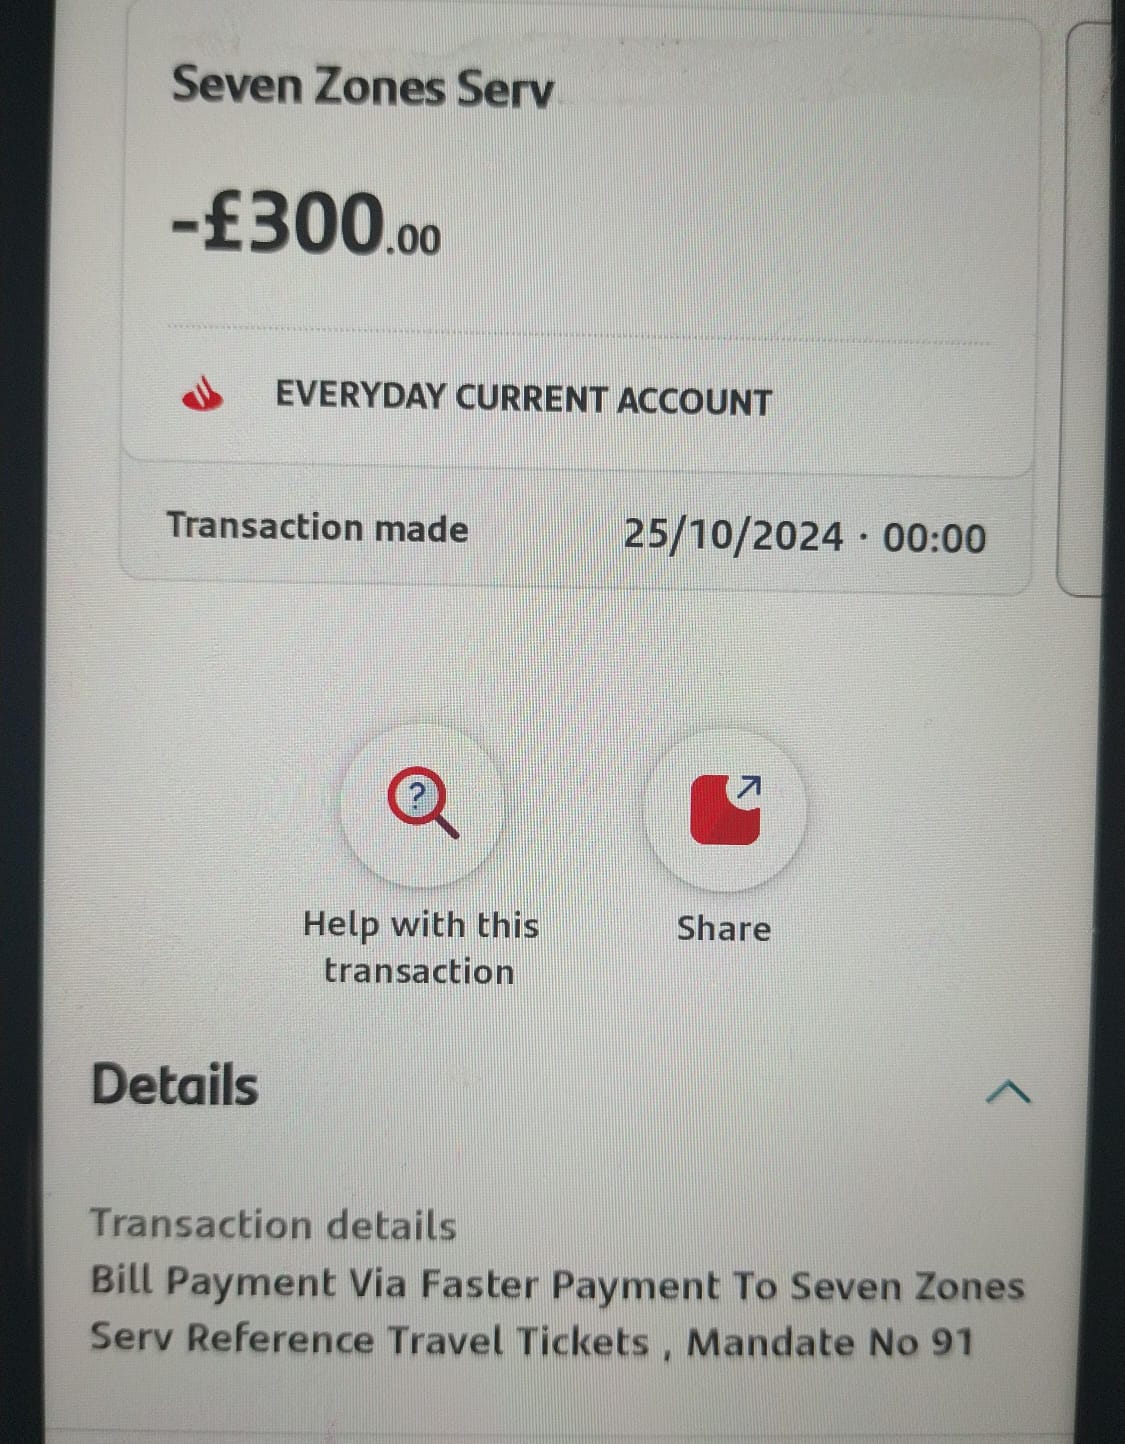 Seven Zones Serv
-£300.00
EVERYDAY CURRENT ACCOUNT
Transaction made 25/10/2024 · 00:00
?
Help with this
transaction
Share
Details
Transaction details
Bill Payment Via Faster Payment To Seven Zones
Serv Reference Travel Tickets , Mandate No 91